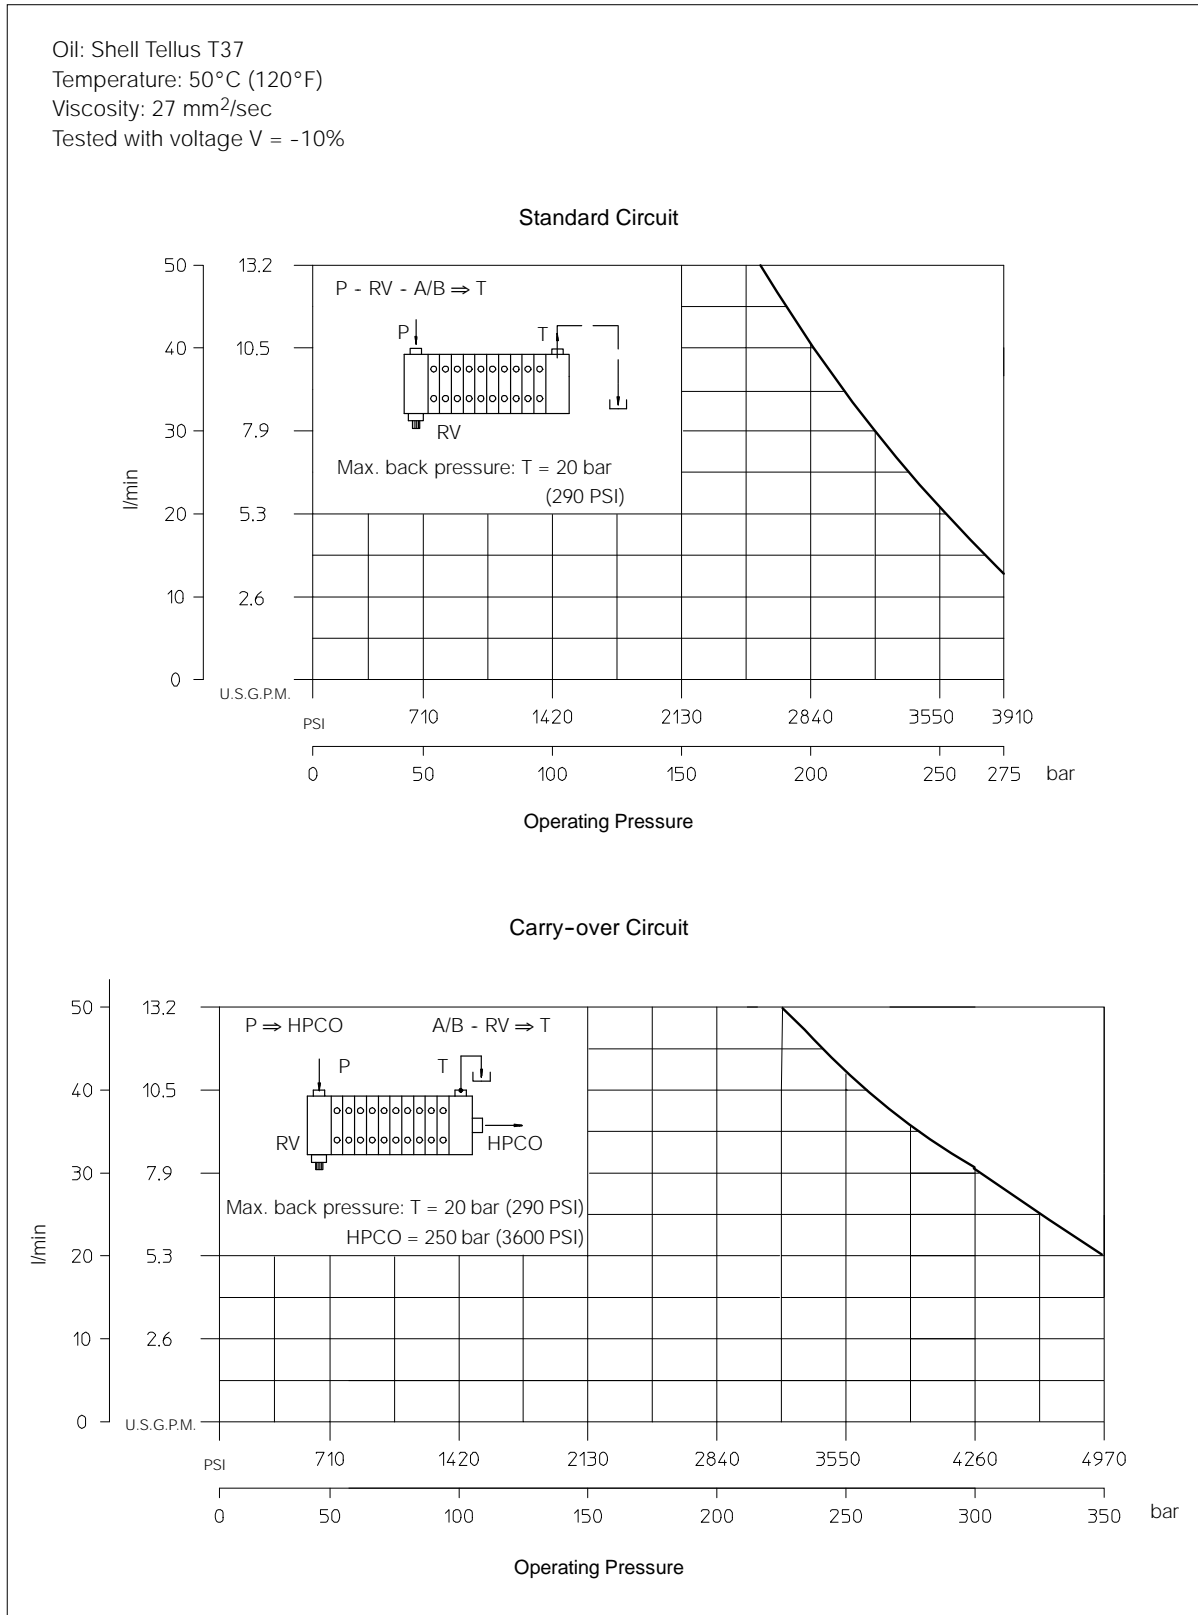 Oil: Shell Tellus T37
Temperature: 50°C (120°F)
Viscosity: 27 mm²/sec
Tested with voltage V = -10%
Standard Circuit
50 13.2
P - RV - A/B ⇒ T
P T
40 10.5
30 7.9
RV
Max. back pressure: T = 20 bar
(290 PSI)
l/min
20 5.3
10 2.6
0 U.S.G.P.M.
PSI 710 1420 2130 2840 3550 3910
0 50 100 150 200 250 275 bar
Operating Pressure
Carry-over Circuit
50 13.2
P ⇒ HPCO A/B - RV ⇒ T
P T
40 10.5
RV HPCO
30 7.9
Max. back pressure: T = 20 bar (290 PSI)
HPCO = 250 bar (3600 PSI)
l/min
20 5.3
10 2.6
0 U.S.G.P.M.
PSI 710 1420 2130 2840 3550 4260 4970
0 50 100 150 200 250 300 350 bar
Operating Pressure